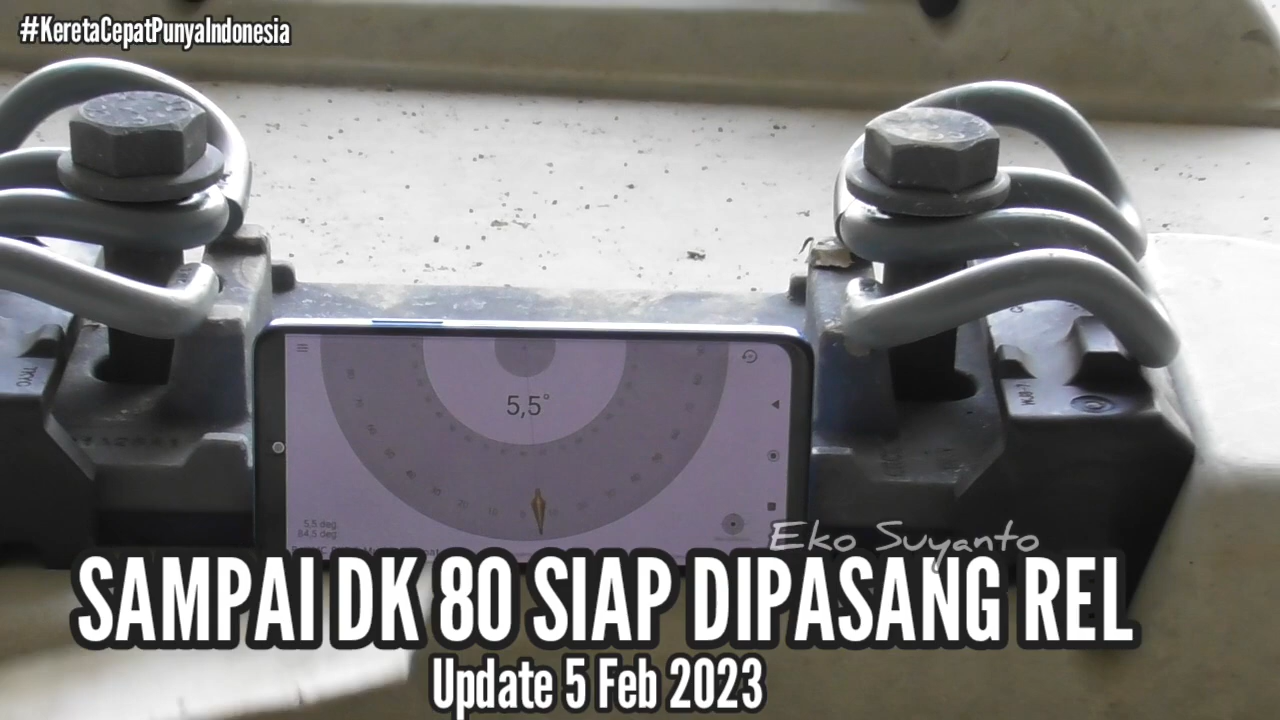 #KeretaCepatPunyaIndonesia
5,5°
5,5 deg.
84,5 deg.
Eko Suyanto
SAMPAI DK 80 SIAP DIPASANG REL
Update 5 Feb 2023